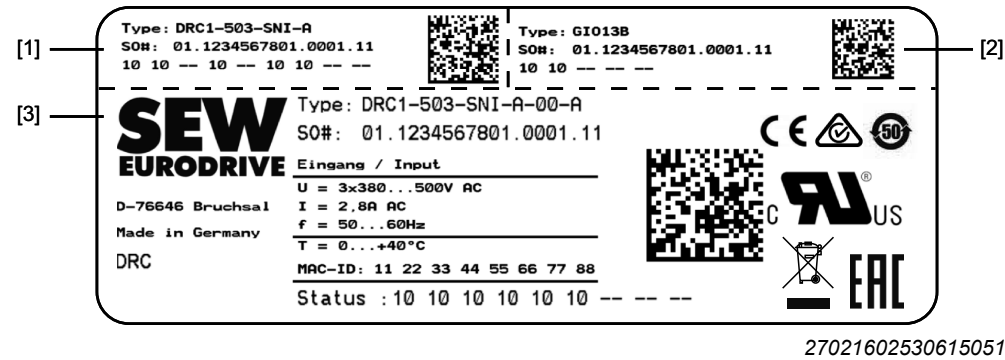 [1]
Type: DRC1-503-SNI-A
SO#: 01.1234567801.0001.11
10 10 -- 10 -- 10 10 -- --
Type: GIO13B
SO#: 01.1234567801.0001.11
10 10 -- -- --
[2]
[3]
SEW
EURODRIVE
D-76646 Bruchsal
Made in Germany
DRC
Type: DRC1-503-SNI-A-00-A
SO#: 01.1234567801.0001.11
Eingang / Input
U = 3x380...500V AC
I = 2,8A AC
f = 50...60Hz
T = 0...+40°C
MAC-ID: 11 22 33 44 55 66 77 88
Status :10 10 10 10 10 10 -- -- --
CE
50
C RU® US
EAC
27021602530615051